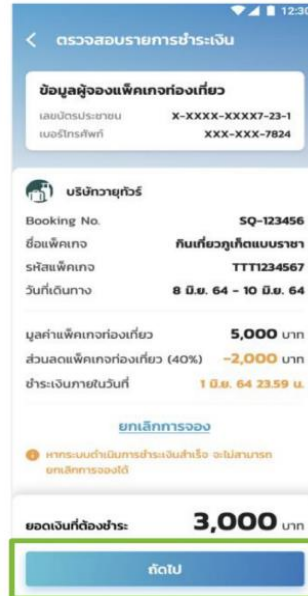 12:30
ตรวจสอบรายการชำระเงิน
ข้อมูลผู้จองแพ็คเกจท่องเที่ยว
เลขบัตรประชาชน X-XXXX-XXXX7-23-1
เบอร์โทรศัพท์ XXX-XXX-7824
บริษัทวายุทัวร์
Booking No. SQ-123456
ชื่อแพ็คเกจ กินเที่ยวภูเก็ตแบบราชา
รหัสแพ็คเกจ TTT1234567
วันที่เดินทาง 8 มิ.ย. 64 - 10 มิ.ย. 64
มูลค่าแพ็คเกจท่องเที่ยว 5,000 บาท
ส่วนลดแพ็คเกจท่องเที่ยว (40%) -2,000 บาท
ชำระเงินภายในวันที่ 1 มิ.ย. 64 23.59 น.
ยกเลิกการจอง
หากระบบดำเนินการชำระเงินสำเร็จ จะไม่สามารถ
ยกเลิกการจองได้
ยอดเงินที่ต้องชำระ 3,000 บาท
ถัดไป